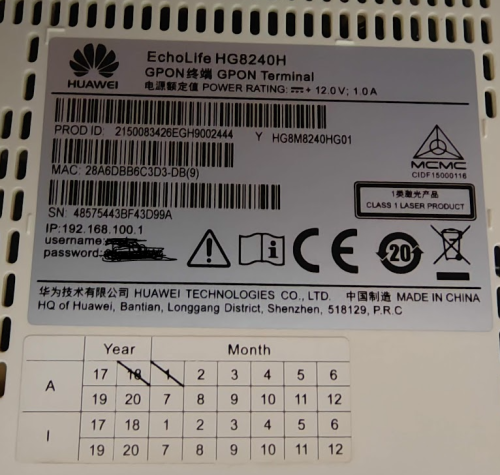 EchoLife HG8240H
GPON终端 GPON Terminal
HUAWEI
电源额定值 POWER RATING: ⎓ + 12.0V; 1.0A
PROD ID: 2150083426EGH9002444 Y HG8M8240HG01
MCMC
CIDF15000116
MAC: 28A6DBB6C3D3-DB(9)
1类激光产品
CLASS 1 LASER PRODUCT
SN: 48575443BF43D99A
IP:192.168.100.1
username:
password:
CE
20
华为技术有限公司 HUAWEI TECHNOLOGIES CO., LTD. 中国制造 MADE IN CHINA
HQ of Huawei, Bantian, Longgang District, Shenzhen, 518129, P.R.C
Year Month
A 17 18 1 2 3 4 5 6
19 20 7 8 9 10 11 12
I 17 18 1 2 3 4 5 6
19 20 7 8 9 10 11 12